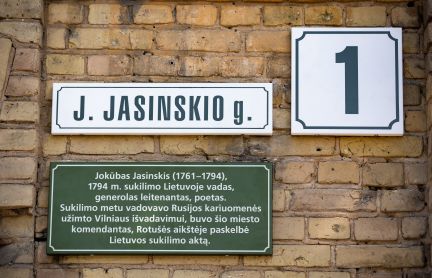 J. JASINSKIO g.
1
Jokūbas Jasinskis (1761–1794),
1794 m. sukilimo Lietuvoje vadas,
generolas leitenantas, poetas.
Sukilimo metu vadovavo Rusijos kariuomenės
užimto Vilniaus išvadavimui, buvo šio miesto
komendantas, Rotušės aikštėje paskelbė
Lietuvos sukilimo aktą.